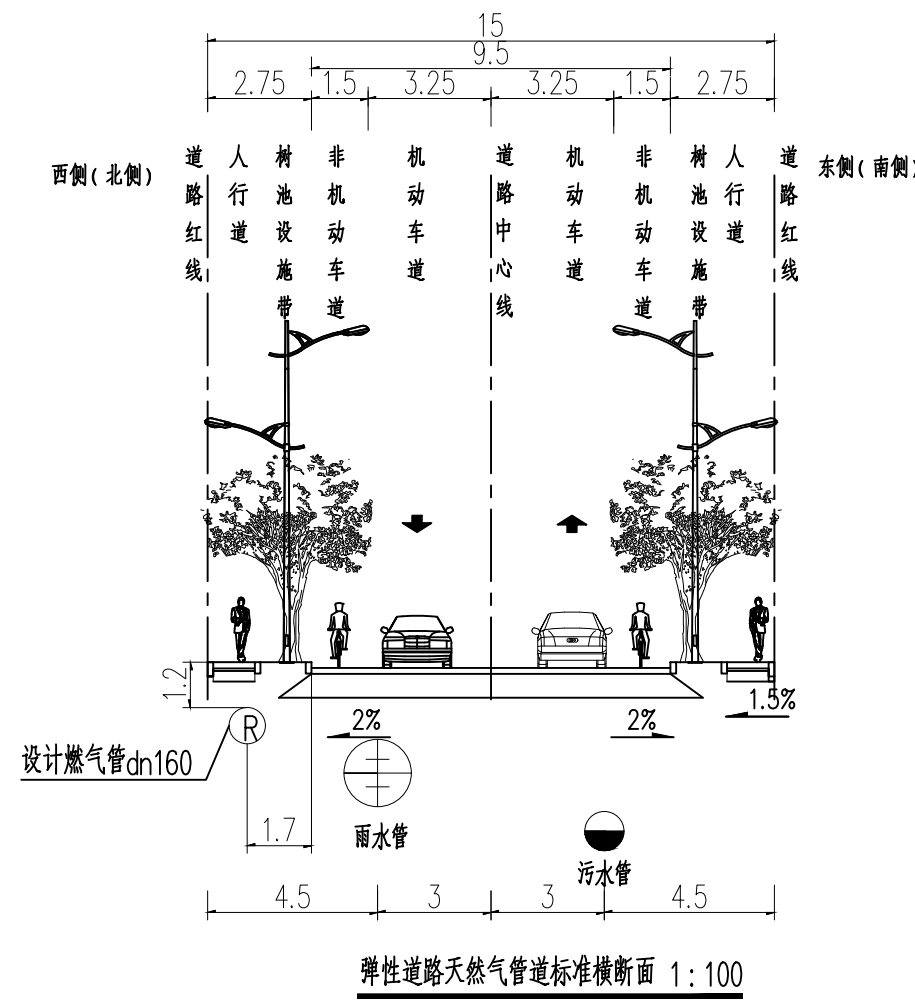 15
9.5
2.75 1.5 3.25 3.25 1.5 2.75
西侧(北侧)
道路红线
人行道
树池设施带
非机动车道
机动车道
道路中心线
机动车道
非机动车道
树池设施带
人行道
道路红线
东侧(南侧)
1.2
R
2%
2%
1.5%
设计燃气管dn160
1.7
雨水管
污水管
4.5 3 3 4.5
弹性道路天然气管道标准横断面 1:100